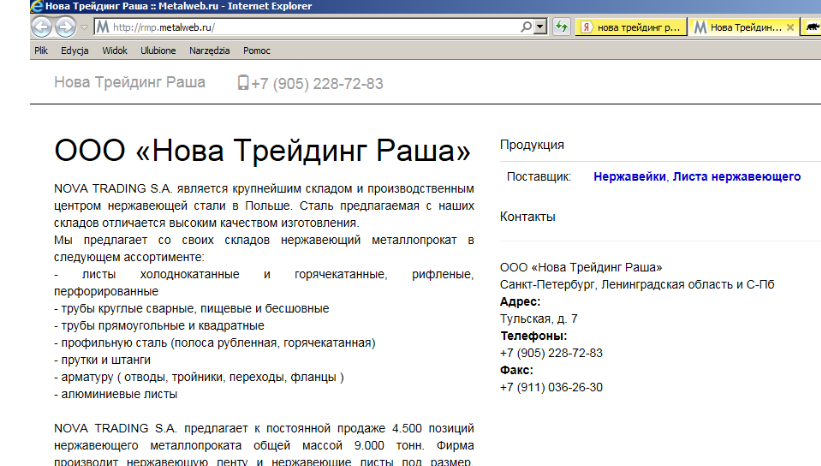 Нова Трейдинг Раша :: Metalweb.ru - Internet Explorer
http://rmp.metalweb.ru/
нова трейдинг р...
Нова Трейдин...
Plik Edycja Widok Ulubione Narzędzia Pomoc
Нова Трейдинг Раша +7 (905) 228-72-83
ООО «Нова Трейдинг Раша»
NOVA TRADING S.A. является крупнейшим складом и производственным
центром нержавеющей стали в Польше. Сталь предлагаемая с наших
складов отличается высоким качеством изготовления.
Мы предлагает со своих складов нержавеющий металлопрокат в
следующем ассортименте:
- листы холоднокатанные и горячекатанные, рифленые,
перфорированные
- трубы круглые сварные, пищевые и бесшовные
- трубы прямоугольные и квадратные
- профильную сталь (полоса рубленная, горячекатанная)
- прутки и штанги
- арматуру ( отводы, тройники, переходы, фланцы )
- алюминиевые листы
NOVA TRADING S.A. предлагает к постоянной продаже 4.500 позиций
нержавеющего металлопроката общей массой 9.000 тонн. Фирма
производит нержавеющую ленту и нержавеющие листы под размер,
Продукция
Поставщик: Нержавейки, Листа нержавеющего
Контакты
ООО «Нова Трейдинг Раша»
Санкт-Петербург, Ленинградская область и С-Пб
Адрес:
Тульская, д. 7
Телефоны:
+7 (905) 228-72-83
Факс:
+7 (911) 036-26-30